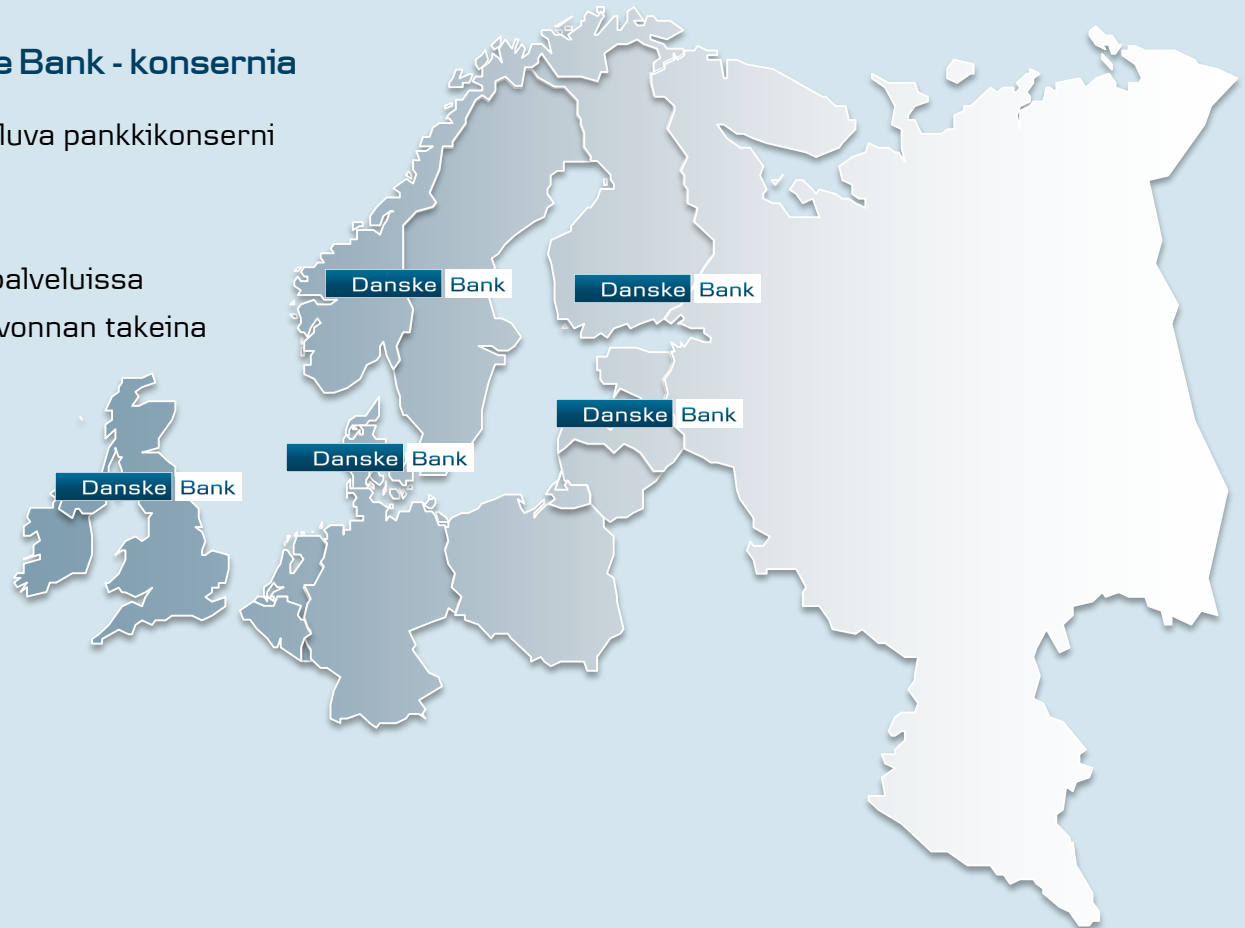 e Bank - konsernia
luva pankkikonserni
palveluissa
vonnan takeina
Danske Bank
Danske Bank
Danske Bank
Danske Bank
Danske Bank